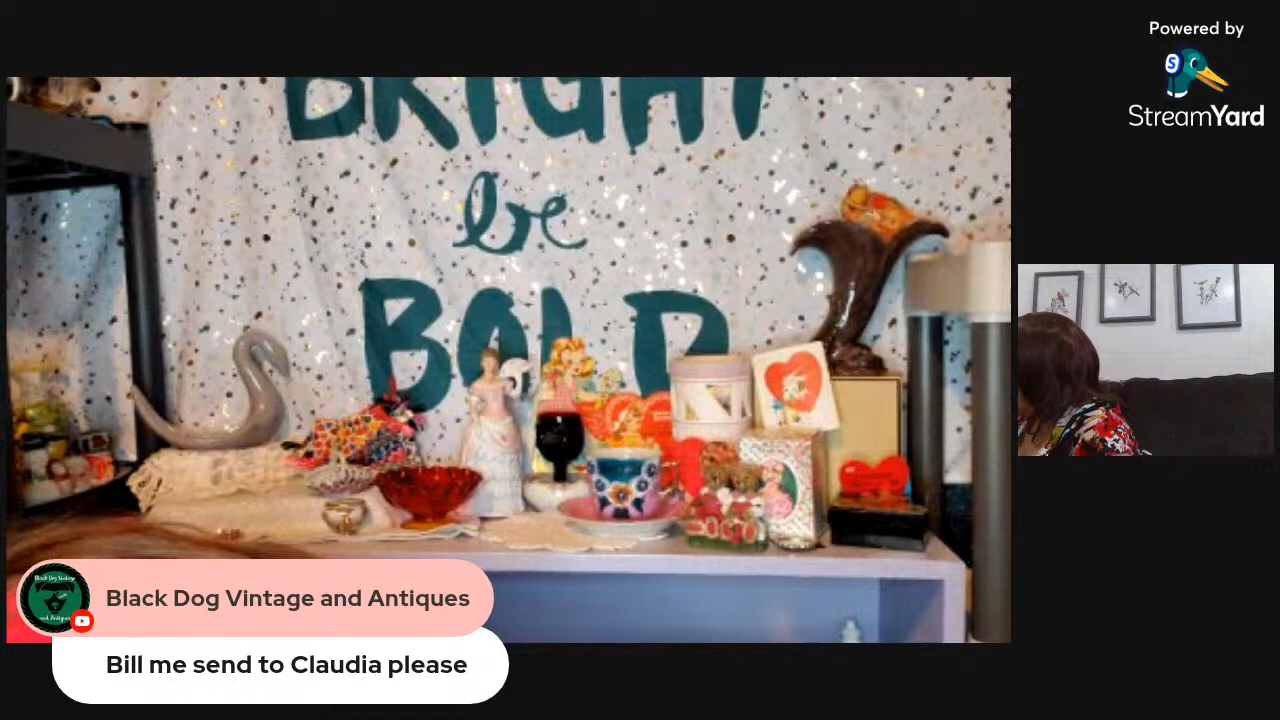 Powered by
StreamYard
BRIGHT
be
BOLD
Black Dog Vintage and Antiques
Bill me send to Claudia please